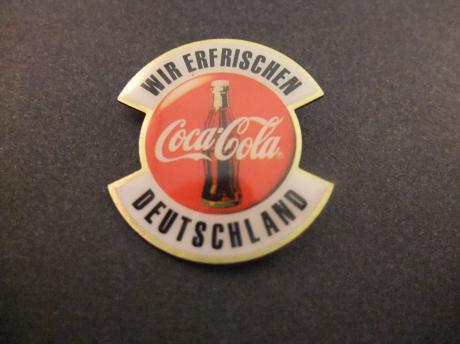 WIR ERFRISCHEN
Coca-Cola®
DEUTSCHLAND